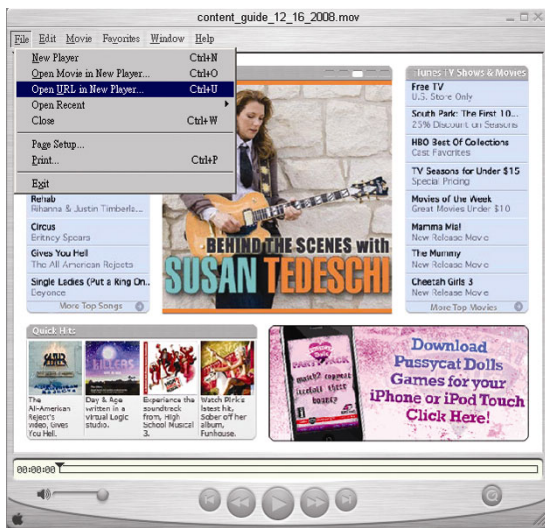 content_guide_12_16_2008.mov
File Edit Movie Favorites Window Help
New Player Ctrl+N
Open Movie in New Player... Ctrl+O
Open URL in New Player... Ctrl+U
Open Recent
Close Ctrl+W
Page Setup...
Print... Ctrl+P
Exit
Rehab
Rihanna & Justin Timberla...
Circus
Britney Spears
Gives You Hell
The All American Rejects
Single Ladies (Put a Ring On..
Beyonce
More Top Songs
BEHIND THE SCENES with
SUSAN TEDESCHI
iTunes TV Shows & Movies
Free TV
U.S. Store Only
South Park: The First 10...
25% Discount on Seasons
HBO Best Of Collections
Cast Favorites
TV Seasons for Under $15
Special Pricing
Movies of the Week
Great Movies Under $10
Mamma Mia!
New Release Movie
The Mummy
New Release Movie
Cheetah Girls 3
New Release Movie
More Top Movies
Quick Hits
KILLERS
The
All-American
Reject's
video, Gives
You Hell.
Day & Age
written in a
virtual Logic
studio.
Experience the
soundtrack
from, High
School Musical
3.
Watch P!nk's
latest hit,
Sober off her
album,
Funhouse.
PARTY PACK
Download
Pussycat Dolls
Games for your
iPhone or iPod Touch
Click Here!
00:00:00